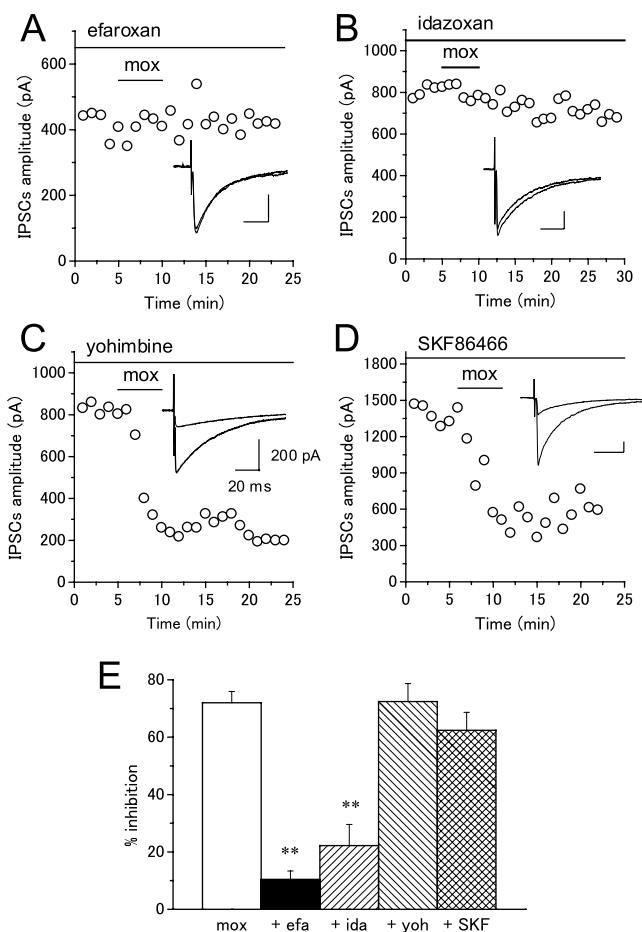 A
efaroxan
mox
600
400
200
0
IPSCs amplitude (pA)
0 5 10 15 20 25
Time (min)
B
idazoxan
mox
1000
800
600
400
200
0
IPSCs amplitude (pA)
0 5 10 15 20 25 30
Time (min)
C
yohimbine
mox
1000
800
600
400
200
0
IPSCs amplitude (pA)
200 pA
20 ms
0 5 10 15 20 25
Time (min)
D
SKF86466
mox
1800
1500
1200
900
600
300
0
IPSCs amplitude (pA)
0 5 10 15 20 25
Time (min)
E
80
60
40
20
0
% inhibition
**
**
mox + efa + ida + yoh + SKF